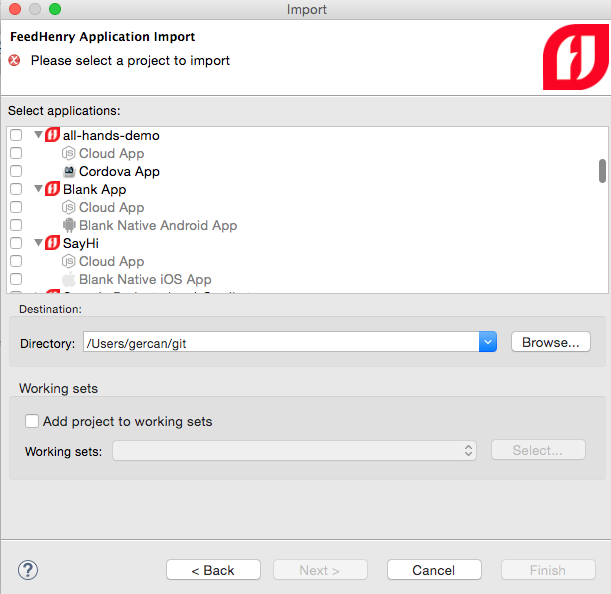 Import
FeedHenry Application Import
Please select a project to import
Select applications:
all-hands-demo
Cloud App
Cordova App
Blank App
Cloud App
Blank Native Android App
SayHi
Cloud App
Blank Native iOS App
Destination:
Directory: /Users/gercan/git Browse...
Working sets
Add project to working sets
Working sets: Select...
? < Back Next > Cancel Finish